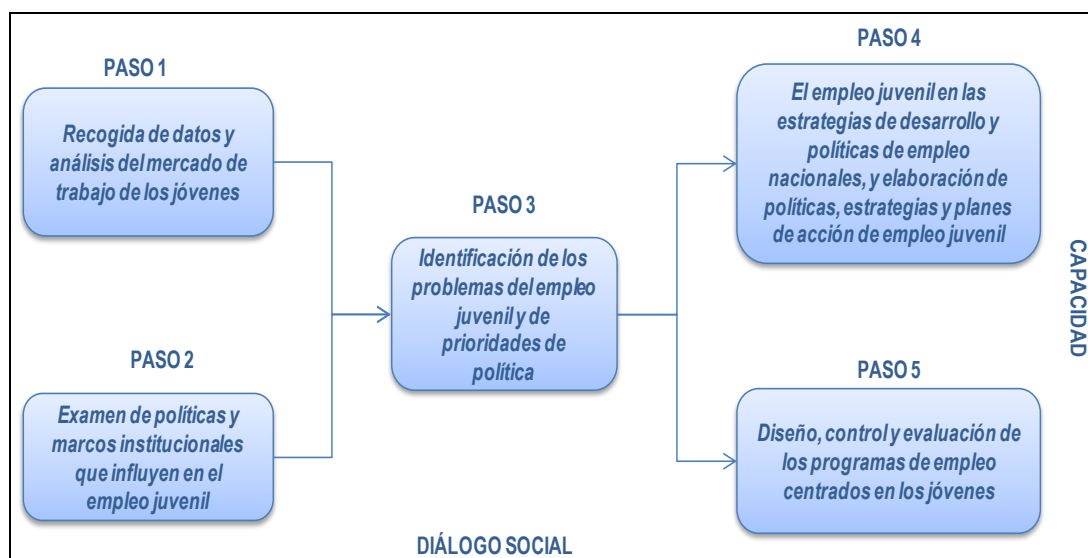 PASO 1
Recogida de datos y
análisis del mercado de
trabajo de los jóvenes
PASO 2
Examen de políticas y
marcos institucionales
que influyen en el
empleo juvenil
PASO 3
Identificación de los
problemas del empleo
juvenil y de
prioridades de
política
PASO 4
El empleo juvenil en las
estrategias de desarrollo y
políticas de empleo
nacionales, y elaboración de
políticas, estrategias y planes
de acción de empleo juvenil
PASO 5
Diseño, control y evaluación de
los programas de empleo
centrados en los jóvenes
CAPACIDAD
DIÁLOGO SOCIAL